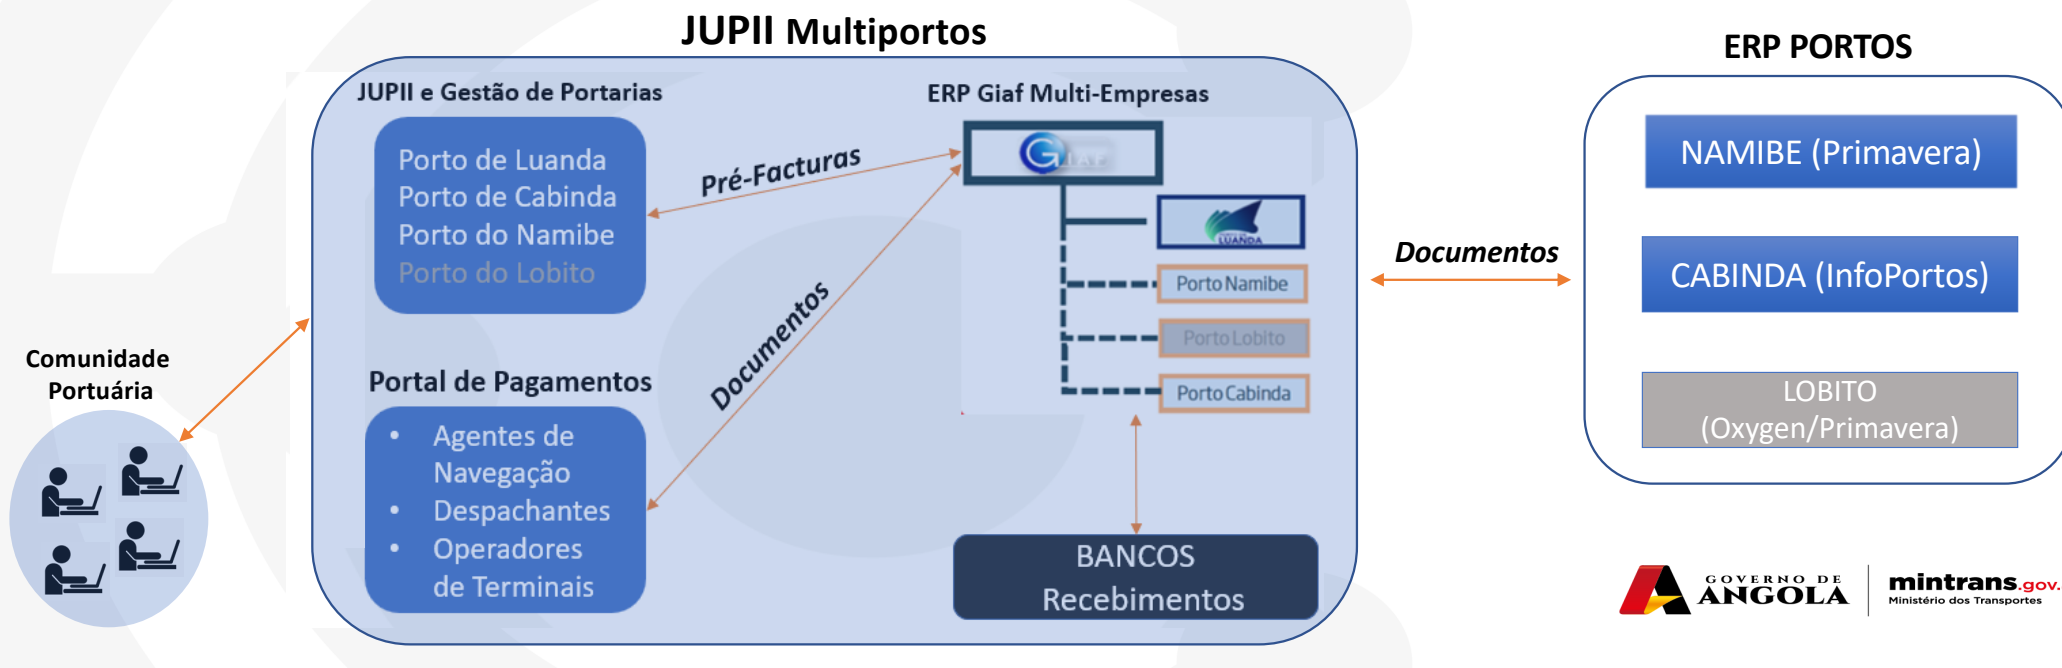 JUPII Multiportos
JUPII e Gestão de Portarias
Porto de Luanda
Porto de Cabinda
Porto do Namibe
Porto do Lobito
Pré-Facturas
ERP Giaf Multi-Empresas
GIAF
LUANDA
Porto Namibe
Porto Lobito
Porto Cabinda
Documentos
Portal de Pagamentos
• Agentes de
Navegação
• Despachantes
• Operadores
de Terminais
BANCOS
Recebimentos
Comunidade
Portuária
Documentos
ERP PORTOS
NAMIBE (Primavera)
CABINDA (InfoPortos)
LOBITO
(Oxygen/Primavera)
GOVERNO DE
ANGOLA
mintrans.gov.
Ministério dos Transportes